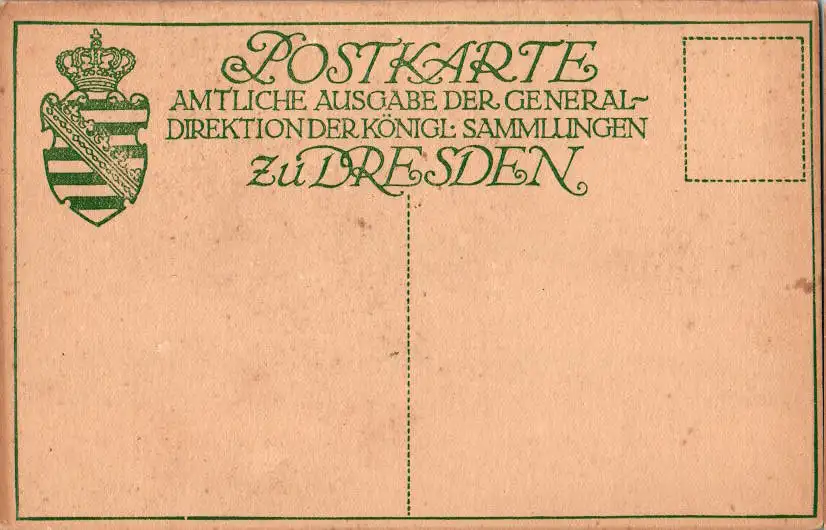 POSTKARTE
AMTLICHE AUSGABE DER GENERAL-
DIREKTION DER KÖNIGL. SAMMLUNGEN
ZU DRESDEN